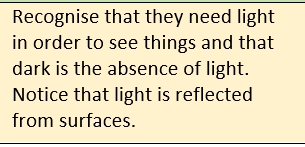 Recognise that they need light
in order to see things and that
dark is the absence of light.
Notice that light is reflected
from surfaces.